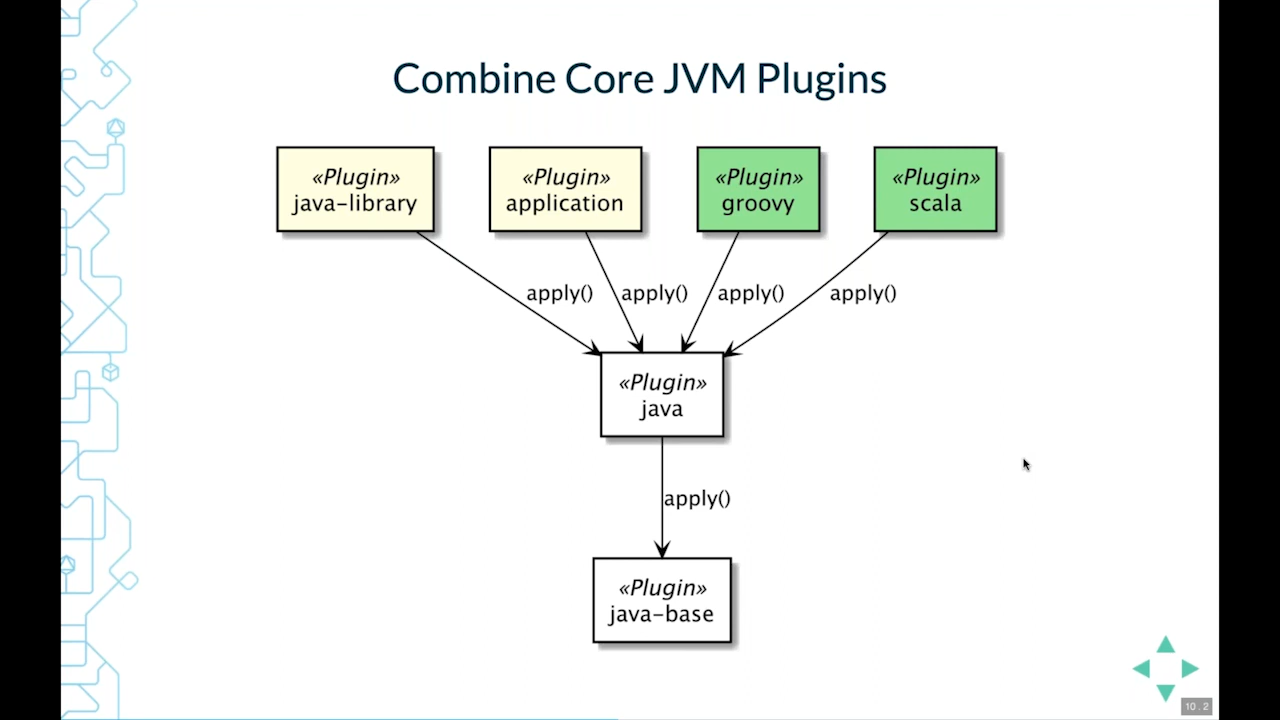 Combine Core JVM Plugins
«Plugin»
java-library
«Plugin»
application
«Plugin»
groovy
«Plugin»
scala
apply()
apply()
apply()
apply()
«Plugin»
java
apply()
«Plugin»
java-base
10.2